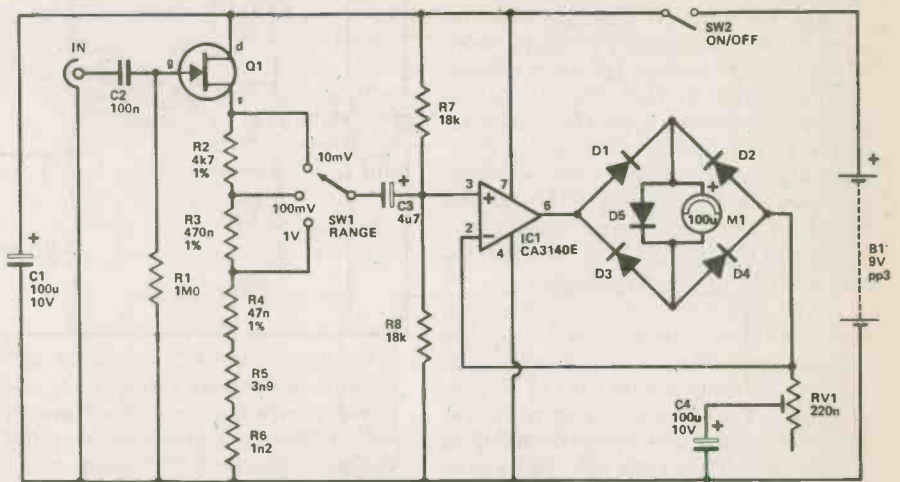 IN
C2
100n
g
d
Q1
s
R2
4k7
1%
10mV
100mV
1V
SW1
RANGE
R3
470n
1%
R4
47n
1%
R5
3n9
R6
1n2
R1
1M0
+
C1
100u
10V
+
C3
4u7
R7
18k
R8
18k
3
+
2
−
7
6
4
IC1
CA3140E
D1
D2
D3
D4
D5
+
100u
M1
C4
100u
10V
+
RV1
220n
SW2
ON/OFF
+
B1
9V
pp3